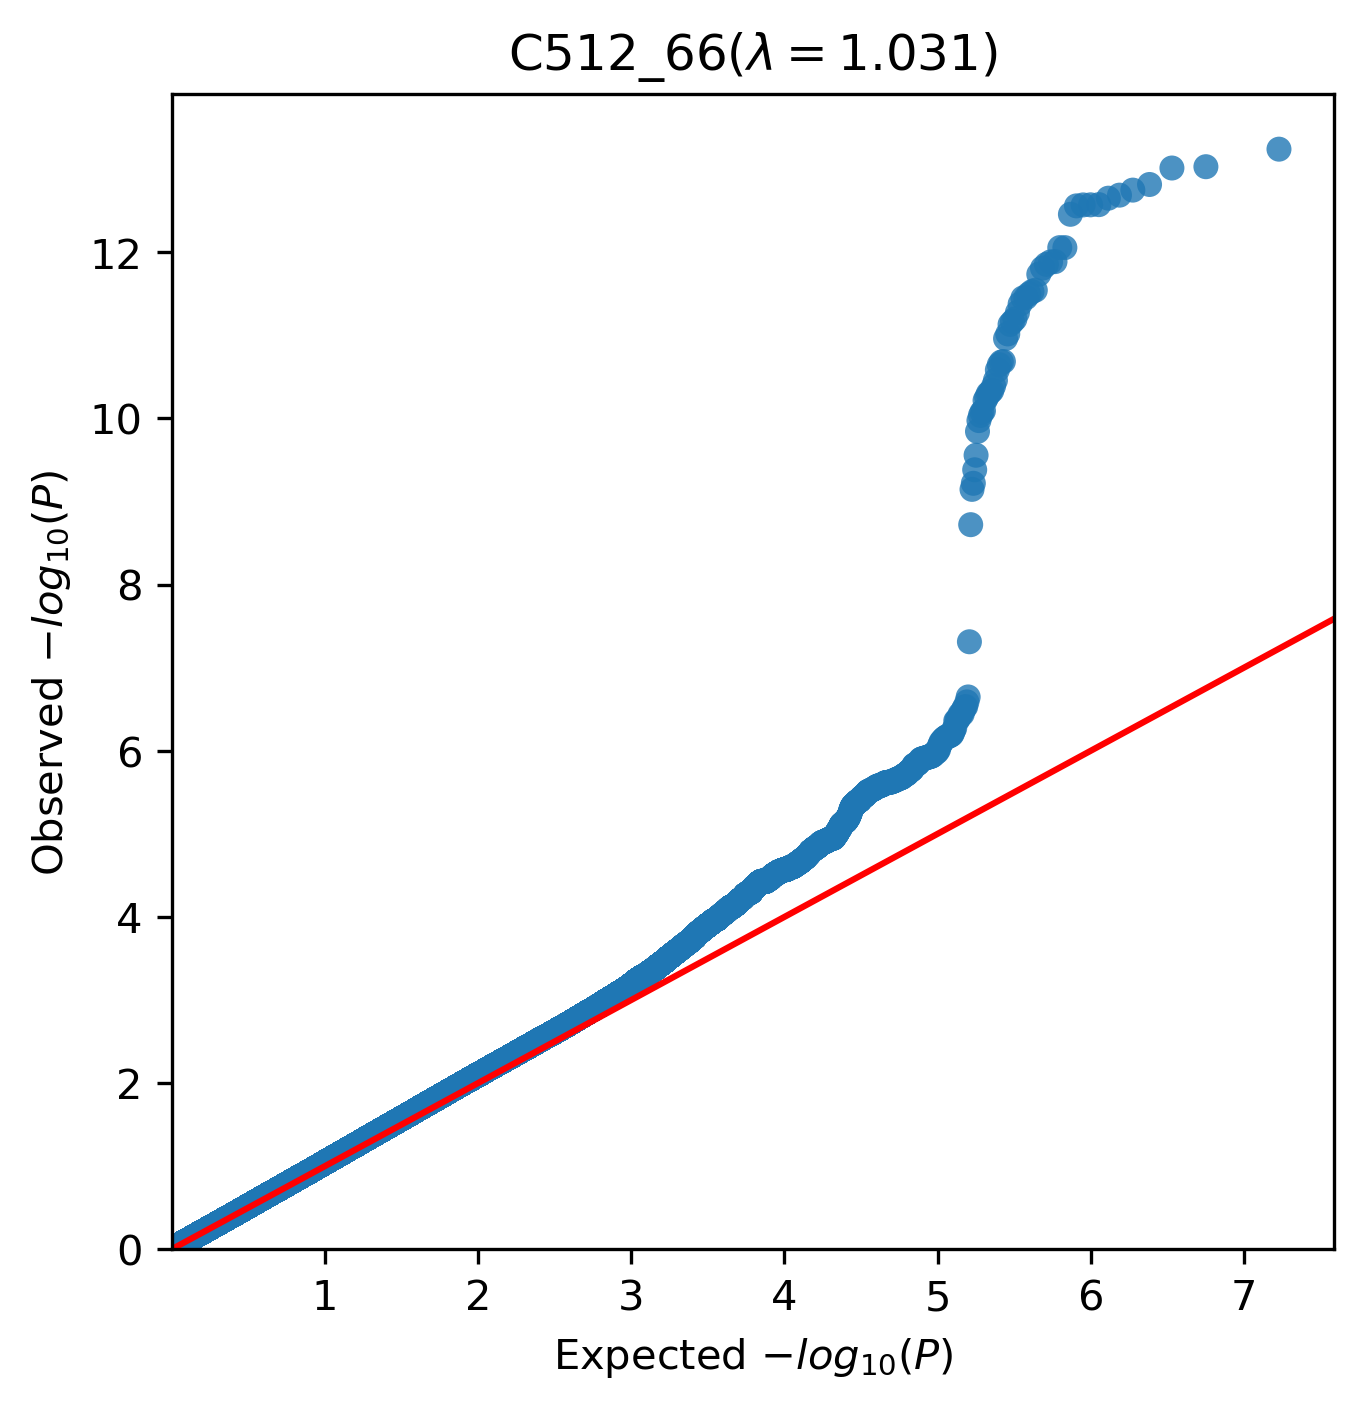 C512_66(λ = 1.031)
Observed −log₁₀(P)
12
10
8
6
4
2
0
1 2 3 4 5 6 7
Expected −log₁₀(P)